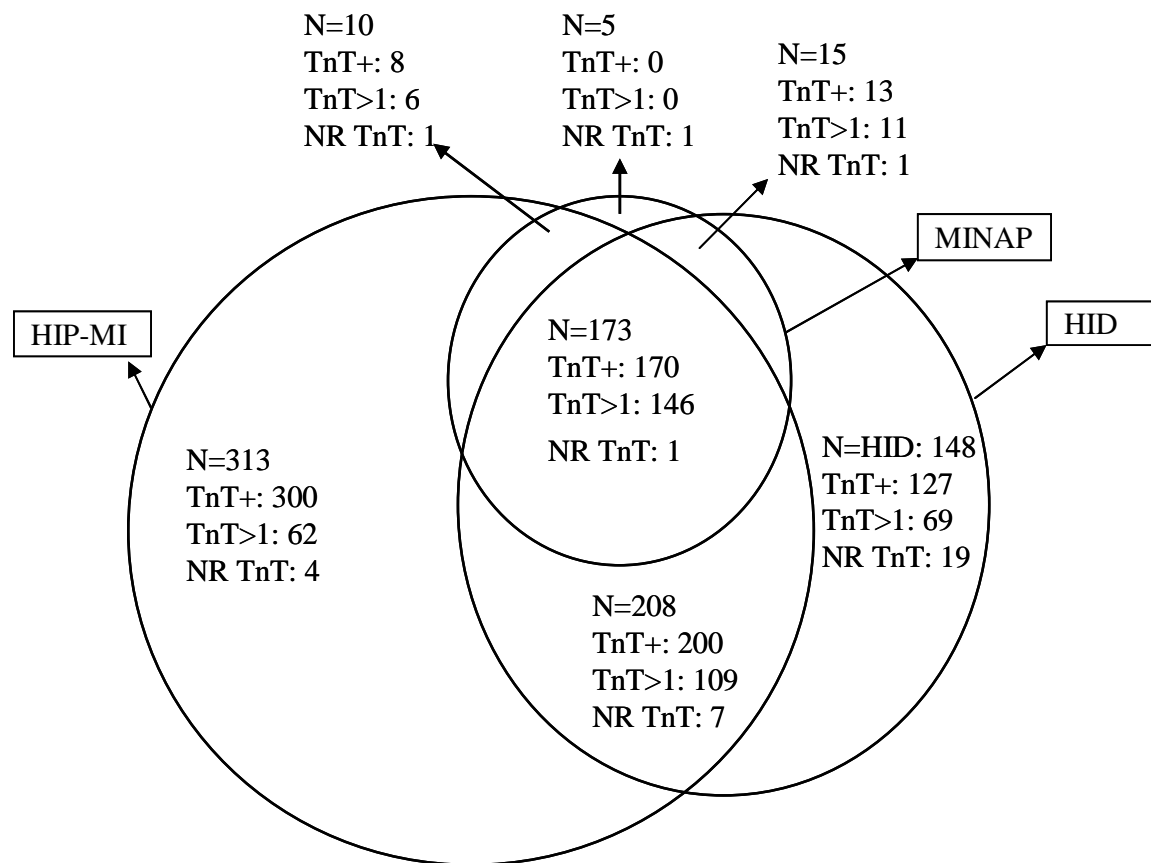 N=10
TnT+: 8
TnT>1: 6
NR TnT: 1
N=5
TnT+: 0
TnT>1: 0
NR TnT: 1
N=15
TnT+: 13
TnT>1: 11
NR TnT: 1
MINAP
HID
HIP-MI
N=173
TnT+: 170
TnT>1: 146
NR TnT: 1
N=313
TnT+: 300
TnT>1: 62
NR TnT: 4
N=HID: 148
TnT+: 127
TnT>1: 69
NR TnT: 19
N=208
TnT+: 200
TnT>1: 109
NR TnT: 7